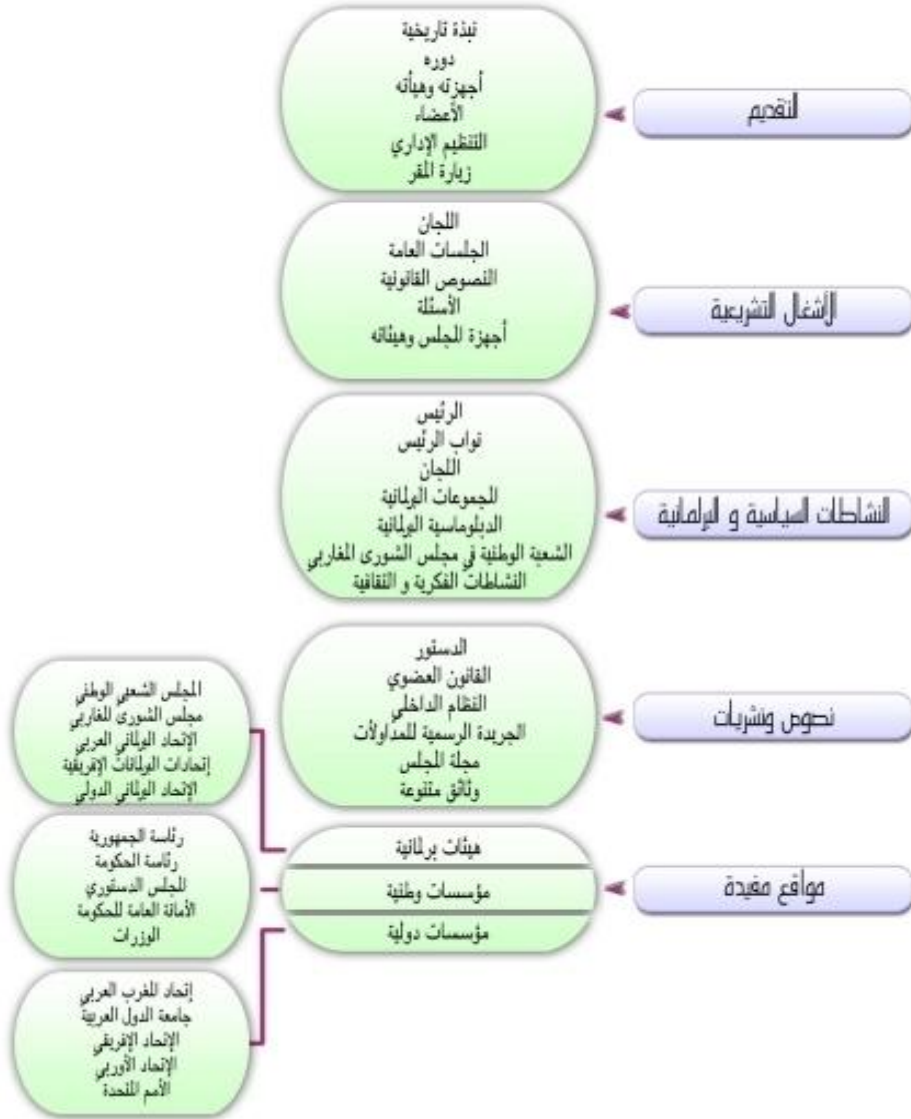 التقديم
نبذة تاريخية
دوره
أجهزته وهيأته
الأعضاء
التنظيم الإداري
زيارة المقر
الأشغال التشريعية
اللجان
الجلسات العامة
النصوص القانونية
الأسئلة
أجهزة المجلس وهيئاته
النشاطات السياسية و البرلمانية
الرئيس
نواب الرئيس
اللجان
المجموعات البرلمانية
الدبلوماسية البرلمانية
الشعبة الوطنية في مجلس الشورى المغاربي
النشاطات الفكرية و الثقافية
نصوص ونشريات
الدستور
القانون العضوي
النظام الداخلي
الجريدة الرسمية للمداولات
مجلة المجلس
وثائق متنوعة
مواقع مفيدة
هيئات برلمانية
مؤسسات وطنية
مؤسسات دولية
المجلس الشعبي الوطني
مجلس الشورى المغاربي
الإتحاد البرلماني العربي
إتحادات البرلمانات الإفريقية
الإتحاد البرلماني الدولي
رئاسة الجمهورية
رئاسة الحكومة
المجلس الدستوري
الأمانة العامة للحكومة
الوزرات
إتحاد المغرب العربي
جامعة الدول العربية
الإتحاد الإفريقي
الإتحاد الأوربي
الأمم المتحدة